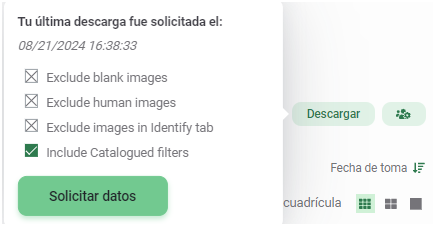 Tu última descarga fue solicitada el:
08/21/2024 16:38:33
Exclude blank images
Exclude human images
Exclude images in Identify tab
Include Catalogued filters
Solicitar datos
Descargar
Fecha de toma
cuadrícula